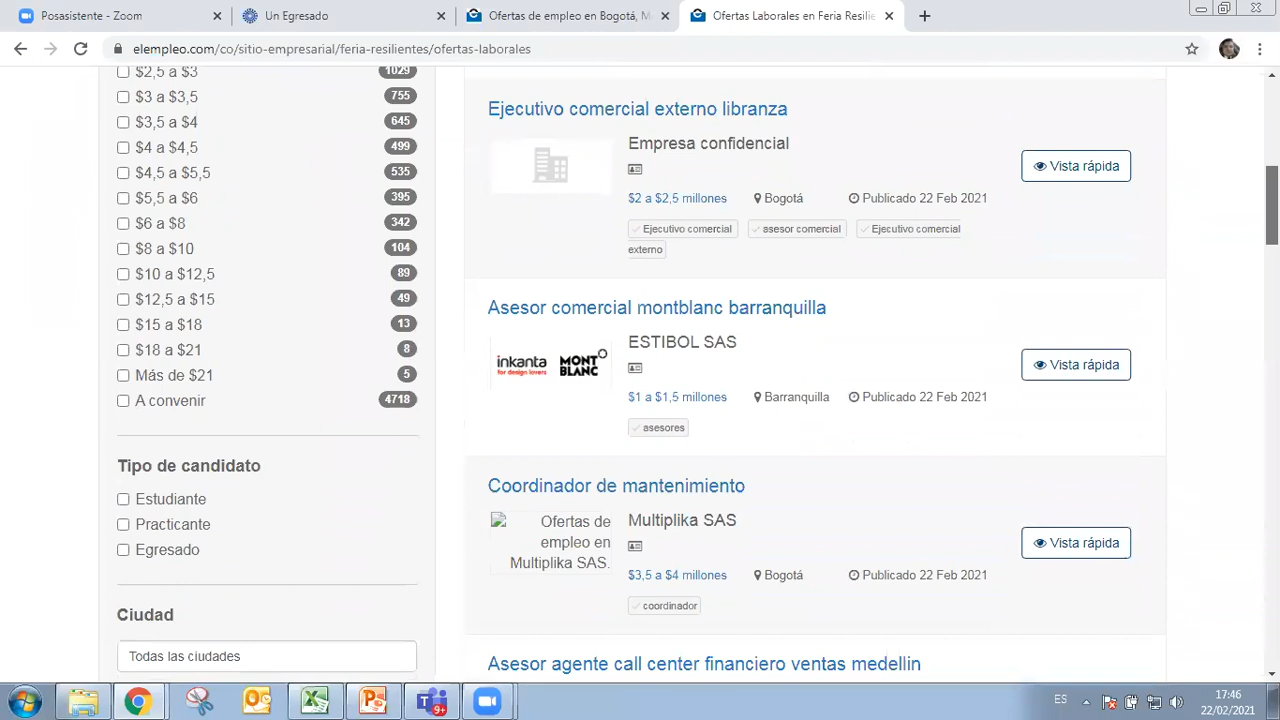 Posasistente - Zoom
Un Egresado
Ofertas de empleo en Bogotá, M
Ofertas Laborales en Feria Resilie
elempleo.com/co/sitio-empresarial/feria-resilientes/ofertas-laborales
$2,5 a $3 1029
$3 a $3,5 755
$3,5 a $4 645
$4 a $4,5 499
$4,5 a $5,5 535
$5,5 a $6 395
$6 a $8 342
$8 a $10 104
$10 a $12,5 89
$12,5 a $15 49
$15 a $18 13
$18 a $21 8
Más de $21 5
A convenir 4718
Tipo de candidato
Estudiante
Practicante
Egresado
Ciudad
Todas las ciudades
Ejecutivo comercial externo libranza
Empresa confidencial
Vista rápida
$2 a $2,5 millones Bogotá Publicado 22 Feb 2021
Ejecutivo comercial asesor comercial Ejecutivo comercial
externo
Asesor comercial montblanc barranquilla
inkanta
for design lovers
MONT
BLANC
ESTIBOL SAS
Vista rápida
$1 a $1,5 millones Barranquilla Publicado 22 Feb 2021
asesores
Coordinador de mantenimiento
Ofertas de
empleo en
Multiplika SAS.
Multiplika SAS
Vista rápida
$3,5 a $4 millones Bogotá Publicado 22 Feb 2021
coordinador
Asesor agente call center financiero ventas medellin
9+
ES
17:46
22/02/2021